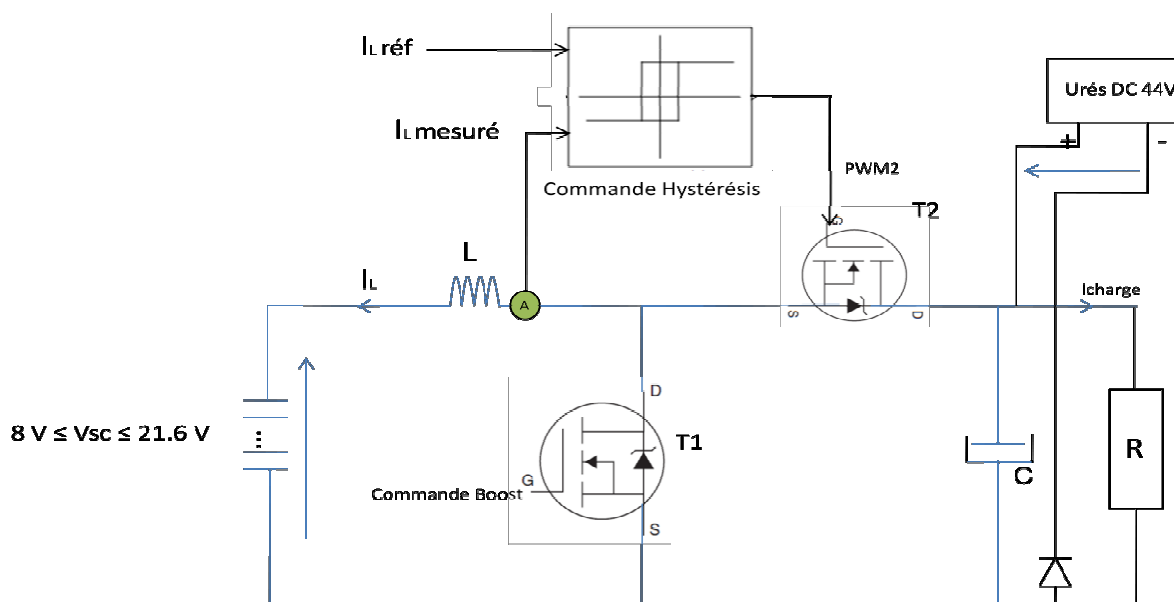 IL réf
Urés DC 44V
+
-
IL mesuré
PWM2
Commande Hystérésis
G
T2
L
IL
A
Icharge
S
D
D
8 V ≤ Vsc ≤ 21.6 V
...
T1
R
C
G
Commande Boost
S